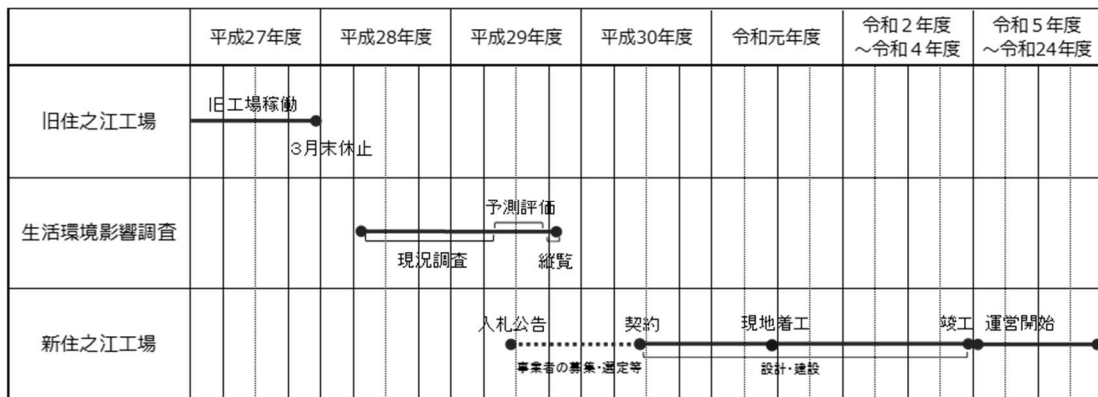 平成27年度 平成28年度 平成29年度 平成30年度 令和元年度 令和2年度 令和5年度
～令和4年度 ～令和24年度
旧工場稼働
旧住之江工場
3月末休止
予測評価
生活環境影響調査
現況調査 縦覧
入札公告 契約 現地着工 竣工 運営開始
新住之江工場
事業者の募集・選定等 設計・建設